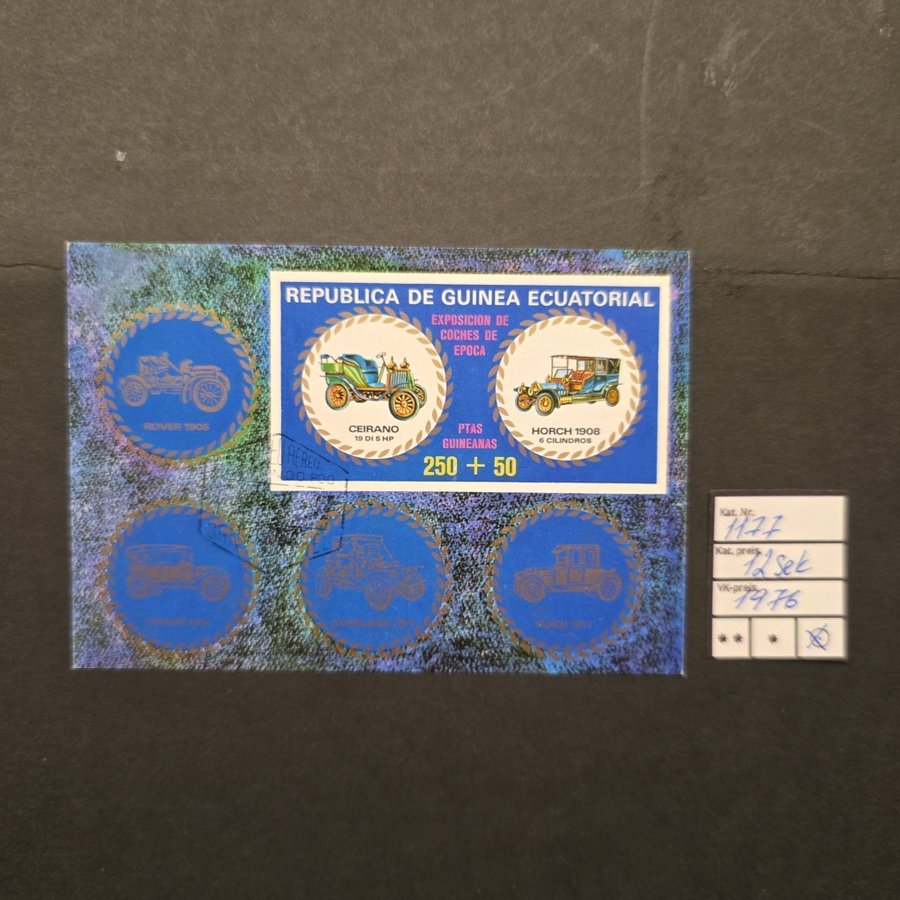 REPUBLICA DE GUINEA ECUATORIAL
EXPOSICION DE
COCHES DE
EPOCA
CEIRANO
19 DI 5 HP
HORCH 1908
6 CILINDROS
PTAS
GUINEANAS
250 + 50
ROVER 1905
AEREO
Kat. Nr.
1177
Kat. preis
12 sek
VK-preis
1976
** *